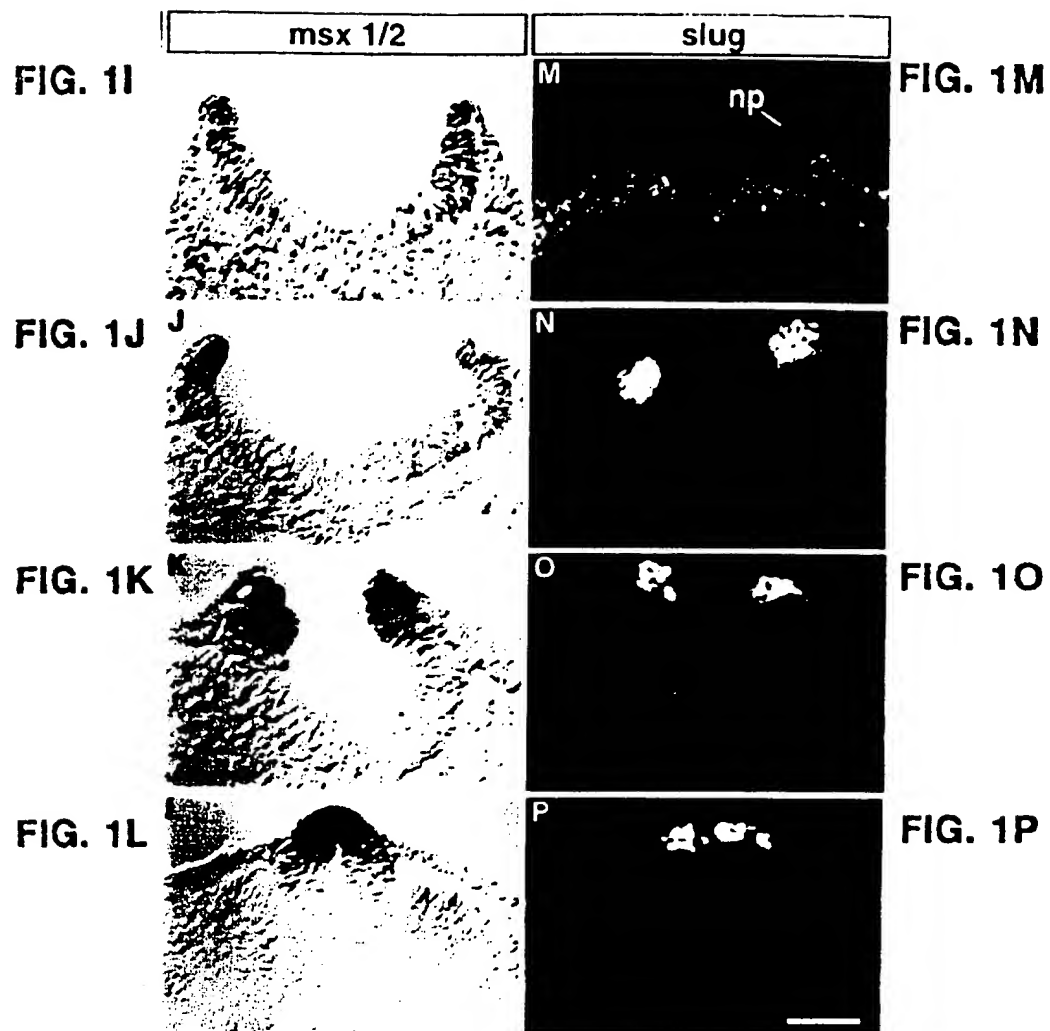 msx 1/2 slug
FIG. 1I M FIG. 1M
np
FIG. 1J J N FIG. 1N
FIG. 1K K O FIG. 1O
FIG. 1L P FIG. 1P